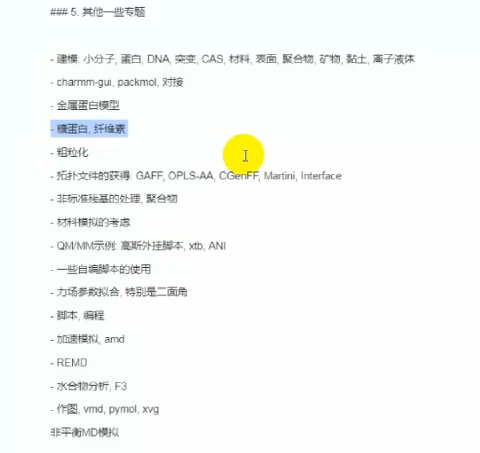 ### 5. 其他一些专题
- 建模: 小分子, 蛋白, DNA, 突变, CAS, 材料, 表面, 聚合物, 矿物, 黏土, 离子液体
- charmm-gui, packmol, 对接
- 金属蛋白模型
- 糖蛋白, 纤维素
- 粗粒化
- 拓扑文件的获得: GAFF, OPLS-AA, CGenFF, Martini, Interface
- 非标准残基的处理, 聚合物
- 材料模拟的考虑
- QM/MM示例: 高斯外挂脚本, xtb, ANI
- 一些自编脚本的使用
- 力场参数拟合, 特别是二面角
- 脚本, 编程
- 加速模拟, amd
- REMD
- 水合物分析, F3
- 作图, vmd, pymol, xvg
非平衡MD模拟